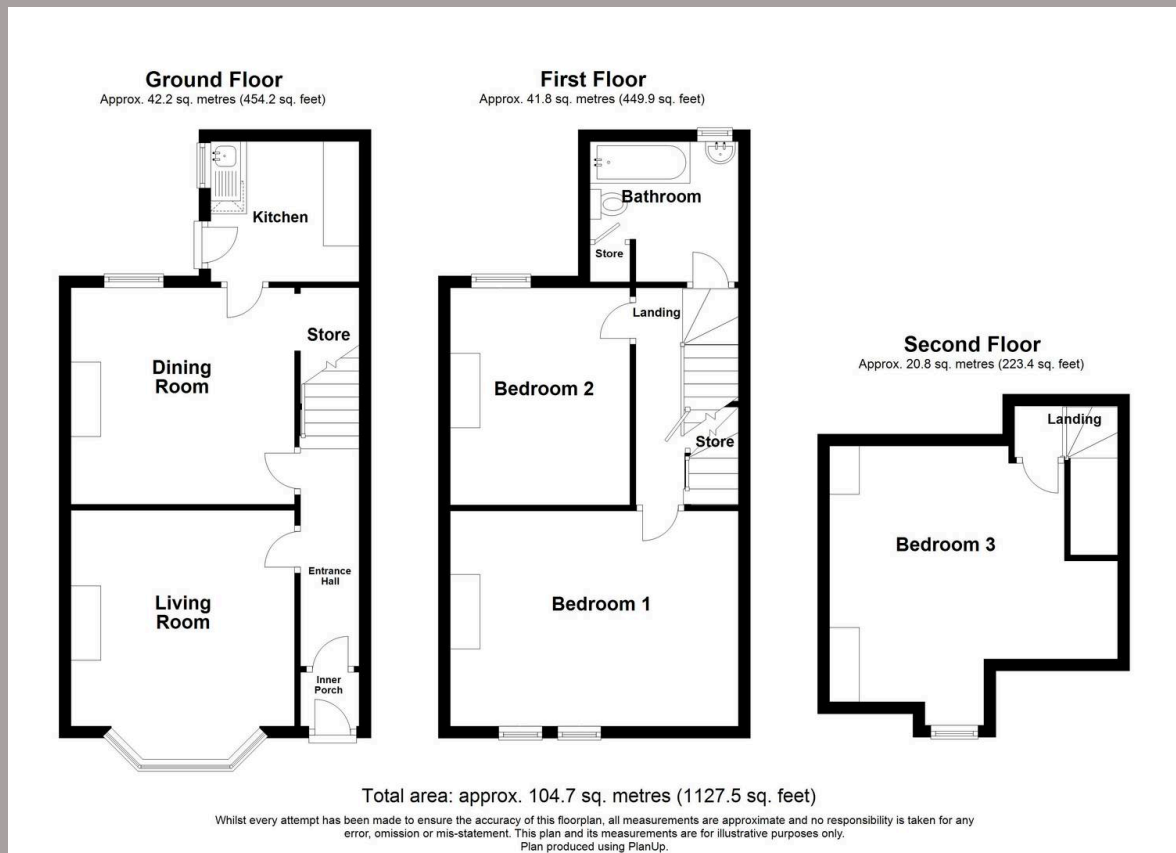 Ground Floor
Approx. 42.2 sq. metres (454.2 sq. feet)
Kitchen
Store
Dining
Room
Living
Room
Entrance
Hall
Inner
Porch
First Floor
Approx. 41.8 sq. metres (449.9 sq. feet)
Bathroom
Store
Landing
Bedroom 2
Store
Bedroom 1
Second Floor
Approx. 20.8 sq. metres (223.4 sq. feet)
Landing
Bedroom 3
Total area: approx. 104.7 sq. metres (1127.5 sq. feet)
Whilst every attempt has been made to ensure the accuracy of this floorplan, all measurements are approximate and no responsibility is taken for any
error, omission or mis-statement. This plan and its measurements are for illustrative purposes only.
Plan produced using PlanUp.